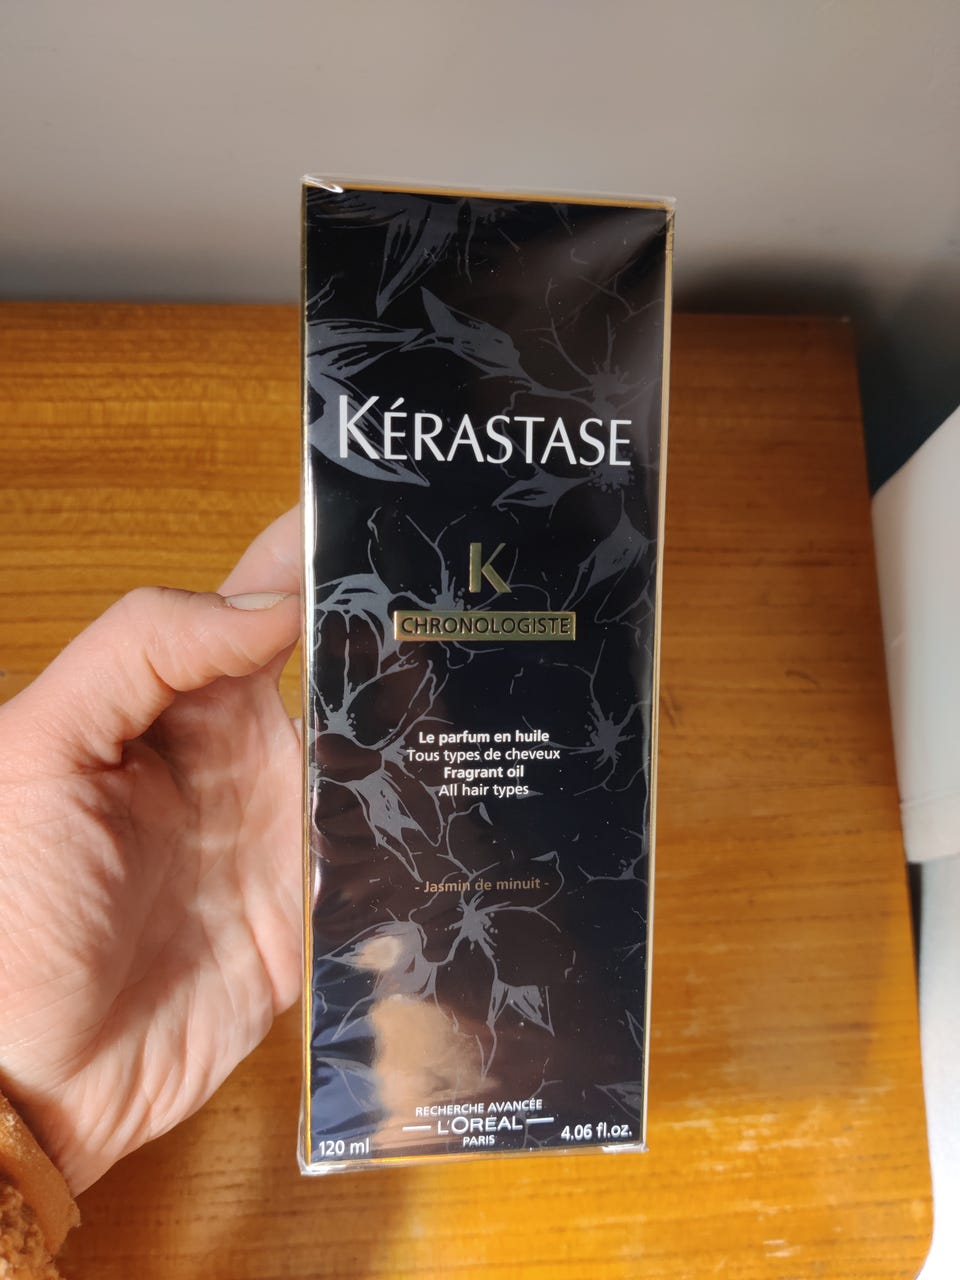 KÉRASTASE
K
CHRONOLOGISTE
Le parfum en huile
Tous types de cheveux
Fragrant oil
All hair types
- Jasmin de minuit -
RECHERCHE AVANCÉE
L'ORÉAL
PARIS
120 ml
4.06 fl.oz.